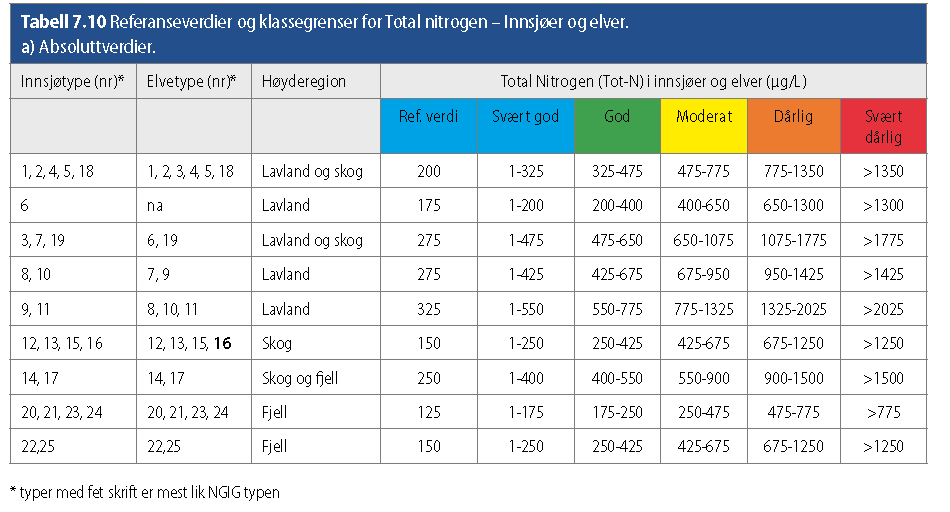 Tabell 7.10 Referanseverdier og klassegrenser for Total nitrogen – Innsjøer og elver.
a) Absoluttverdier.
Innsjøtype (nr)* Elvetype (nr)* Høyderegion Total Nitrogen (Tot-N) i innsjøer og elver (µg/L)
Ref. verdi Svært god God Moderat Dårlig Svært
dårlig
1, 2, 4, 5, 18 1, 2, 3, 4, 5, 18 Lavland og skog 200 1-325 325-475 475-775 775-1350 >1350
6 na Lavland 175 1-200 200-400 400-650 650-1300 >1300
3, 7, 19 6, 19 Lavland og skog 275 1-475 475-650 650-1075 1075-1775 >1775
8, 10 7, 9 Lavland 275 1-425 425-675 675-950 950-1425 >1425
9, 11 8, 10, 11 Lavland 325 1-550 550-775 775-1325 1325-2025 >2025
12, 13, 15, 16 12, 13, 15, 16 Skog 150 1-250 250-425 425-675 675-1250 >1250
14, 17 14, 17 Skog og fjell 250 1-400 400-550 550-900 900-1500 >1500
20, 21, 23, 24 20, 21, 23, 24 Fjell 125 1-175 175-250 250-475 475-775 >775
22,25 22,25 Fjell 150 1-250 250-425 425-675 675-1250 >1250
* typer med fet skrift er mest lik NGIG typen